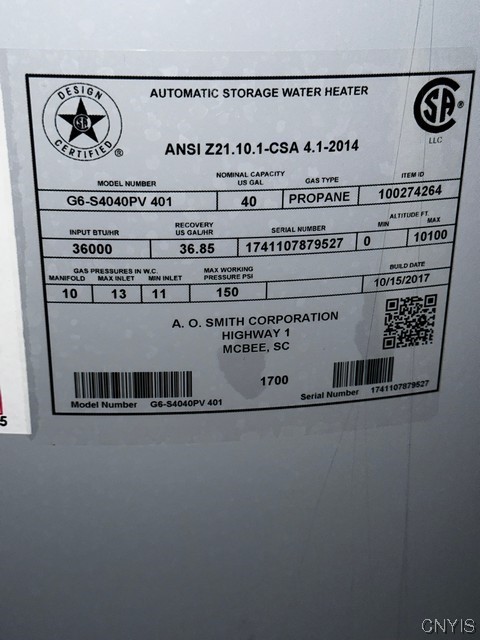 DESIGN
CSA
CERTIFIED
®
AUTOMATIC STORAGE WATER HEATER
ANSI Z21.10.1-CSA 4.1-2014
SA ®
LLC
MODEL NUMBER
NOMINAL CAPACITY
US GAL
GAS TYPE
ITEM ID
G6-S4040PV 401
40
PROPANE
100274264
INPUT BTU/HR
RECOVERY
US GAL/HR
SERIAL NUMBER
ALTITUDE FT.
MIN MAX
36000
36.85
1741107879527
0
10100
GAS PRESSURES IN W.C.
MANIFOLD MAX INLET MIN INLET
MAX WORKING
PRESSURE PSI
BUILD DATE
10
13
11
150
10/15/2017
A. O. SMITH CORPORATION
HIGHWAY 1
MCBEE, SC
1700
Model Number G6-S4040PV 401
Serial Number 1741107879527
5
CNYIS